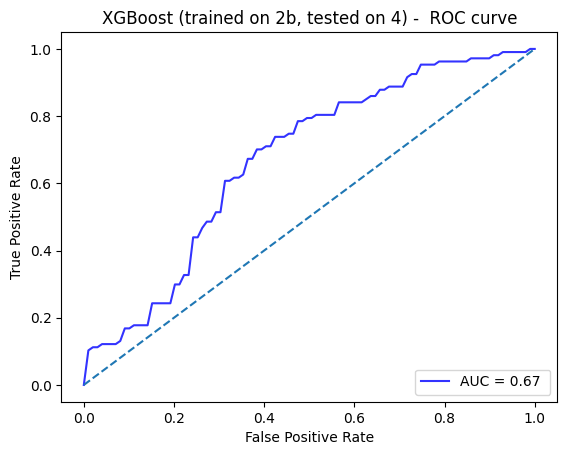 XGBoost (trained on 2b, tested on 4) -  ROC curve
True Positive Rate
1.0
0.8
0.6
0.4
0.2
0.0
AUC = 0.67
0.0 0.2 0.4 0.6 0.8 1.0
False Positive Rate